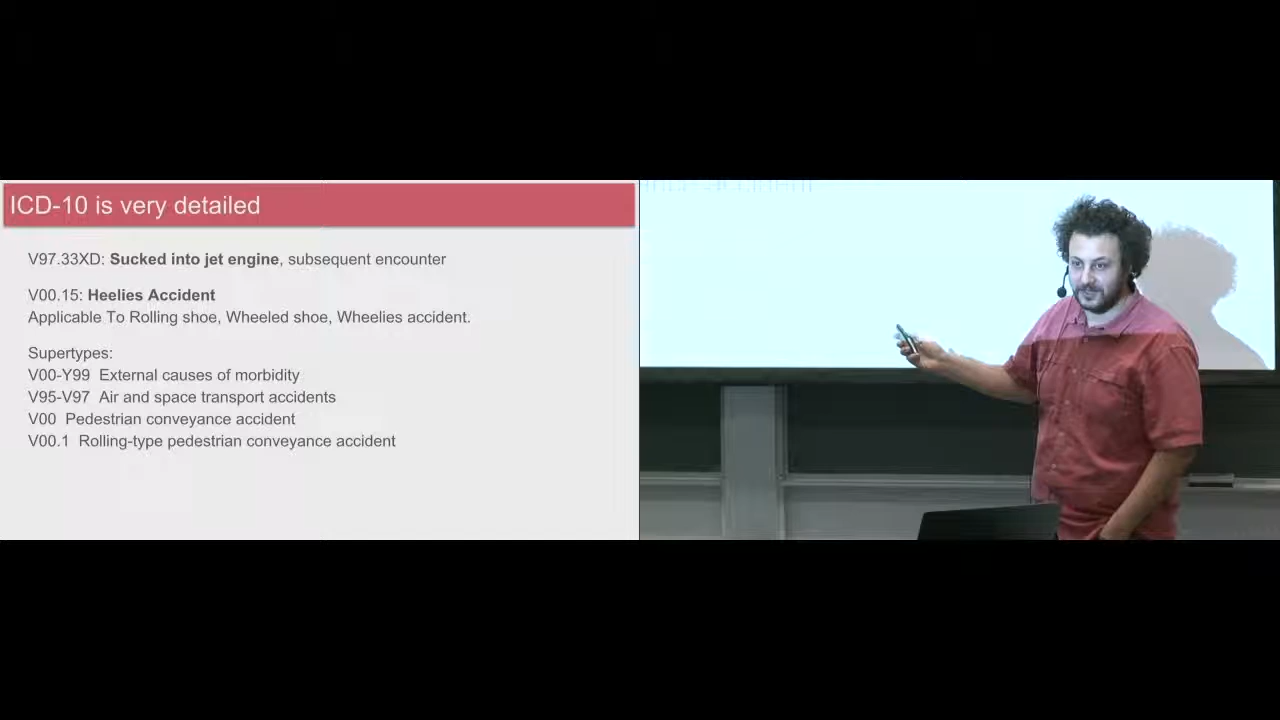 ICD-10 is very detailed
V97.33XD: Sucked into jet engine, subsequent encounter
V00.15: Heelies Accident
Applicable To Rolling shoe, Wheeled shoe, Wheelies accident.
Supertypes:
V00-Y99 External causes of morbidity
V95-V97 Air and space transport accidents
V00 Pedestrian conveyance accident
V00.1 Rolling-type pedestrian conveyance accident